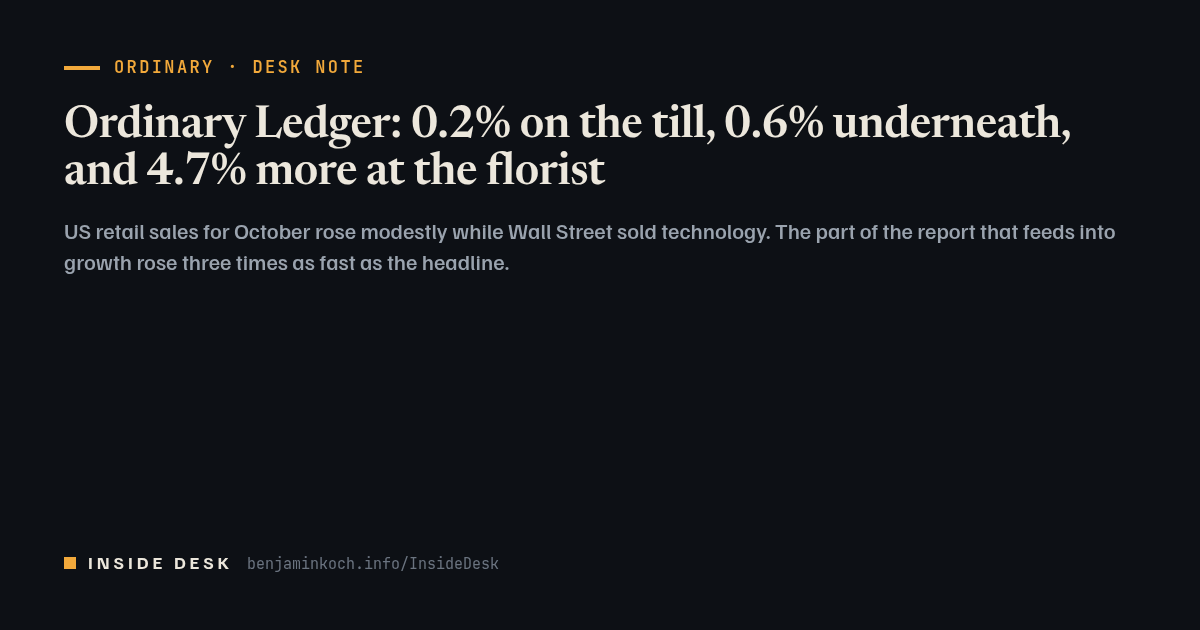 ORDINARY · DESK NOTE
Ordinary Ledger: 0.2% on the till, 0.6% underneath,
and 4.7% more at the florist
US retail sales for October rose modestly while Wall Street sold technology. The part of the report that feeds into
growth rose three times as fast as the headline.
INSIDE DESK benjaminkoch.info/InsideDesk